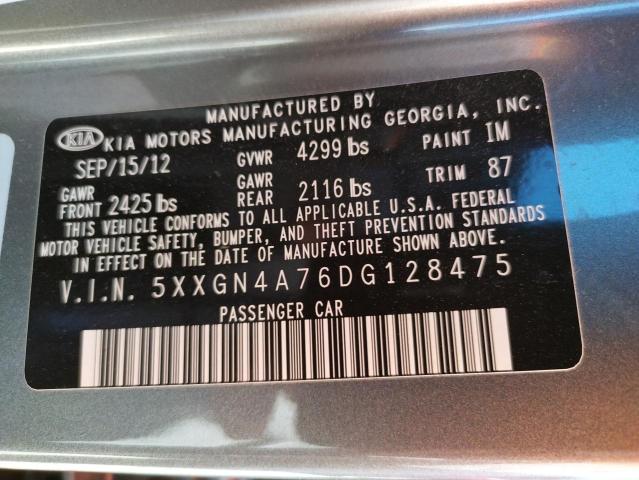 MANUFACTURED BY
KIA KIA MOTORS MANUFACTURING GEORGIA, INC.
SEP/15/12 GVWR 4299 lbs PAINT IM
GAWR FRONT 2425 lbs GAWR REAR 2116 lbs TRIM 87
THIS VEHICLE CONFORMS TO ALL APPLICABLE U.S.A. FEDERAL
MOTOR VEHICLE SAFETY, BUMPER, AND THEFT PREVENTION STANDARDS
IN EFFECT ON THE DATE OF MANUFACTURE SHOWN ABOVE.
V.I.N. 5XXGN4A76DG128475
PASSENGER CAR